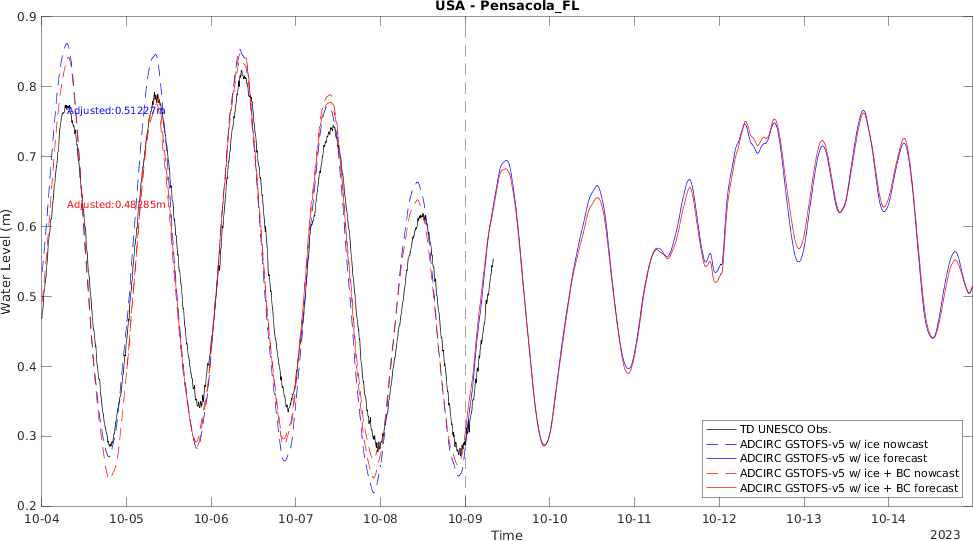 USA - Pensacola_FL
0.9
0.8
0.7
0.6
0.5
0.4
0.3
0.2
Water Level (m)
Adjusted:0.51227m
Adjusted:0.48285m
TD UNESCO Obs.
ADCIRC GSTOFS-v5 w/ ice nowcast
ADCIRC GSTOFS-v5 w/ ice forecast
ADCIRC GSTOFS-v5 w/ ice + BC nowcast
ADCIRC GSTOFS-v5 w/ ice + BC forecast
10-04 10-05 10-06 10-07 10-08 10-09 10-10 10-11 10-12 10-13 10-14
Time
2023